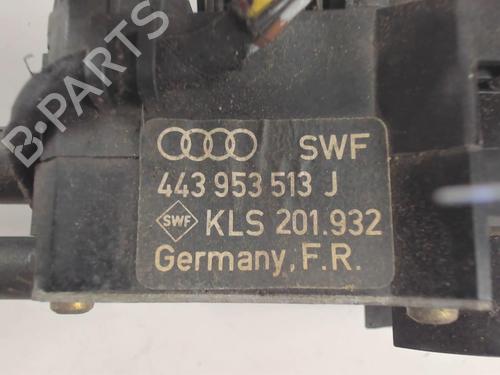 B-PARTS
SWF
443 953 513 J
SWF KLS 201.932
Germany, F.R.